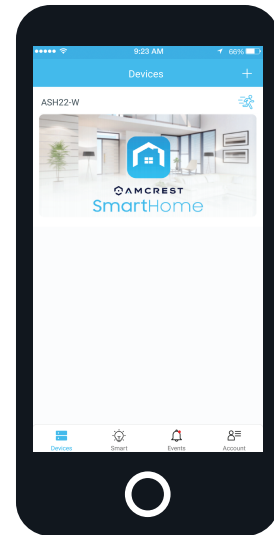 9:23 AM
66%
Devices
+
ASH22-W
AMCREST
SmartHome
Devices
Smart
Events
Account